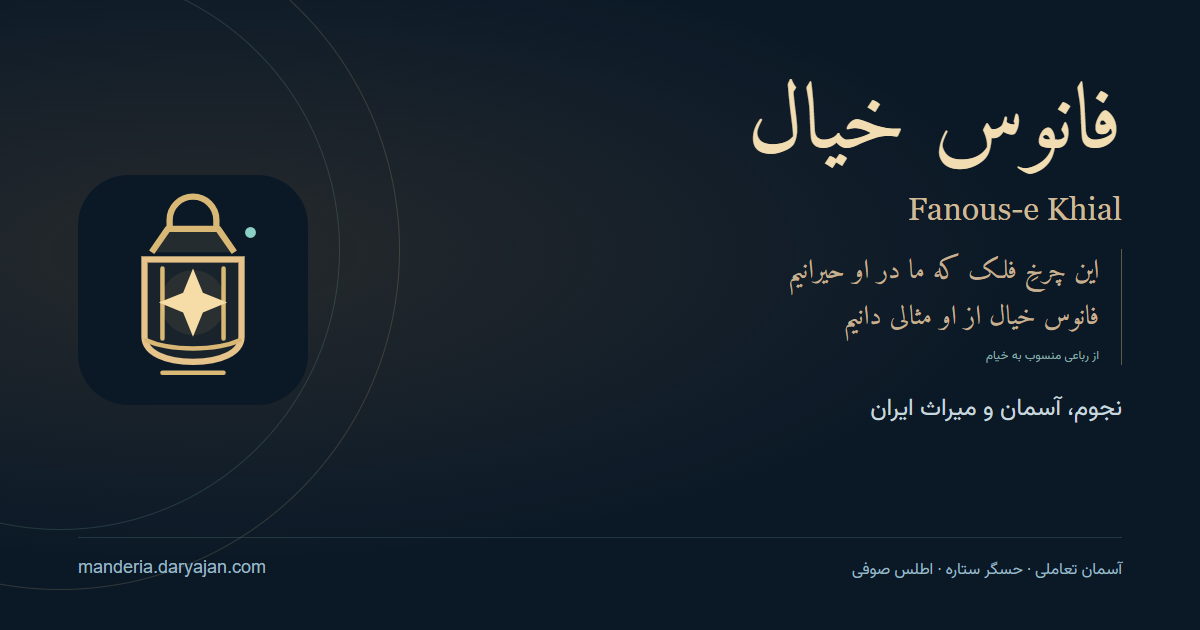 فانوس خیال
Fanous-e Khial
این چرخِ فلک که ما در او حیرانیم
فانوس خیال از او مثالی دانیم
از رباعی منسوب به خیام
نجوم، آسمان و میراث ایران
آسمان تعاملی · حسگر ستاره · اطلس صوفی
manderia.daryajan.com